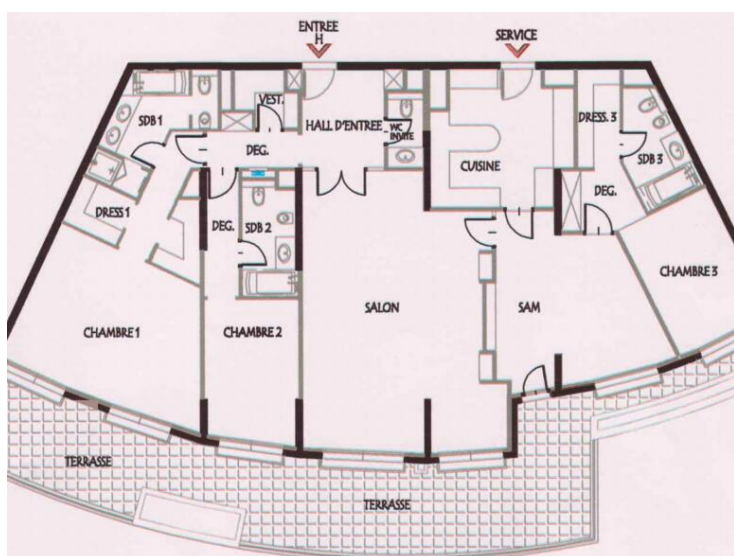 ENTREE
H
SERVICE
SDB 1
VEST.
HALL D'ENTREE
WC
INVITE
DRESS. 3
DEG.
CUISINE
SDB 3
DRESS 1
DEG.
SDB 2
DEG.
CHAMBRE 3
CHAMBRE 1
CHAMBRE 2
SALON
SAM
TERRASSE
TERRASSE